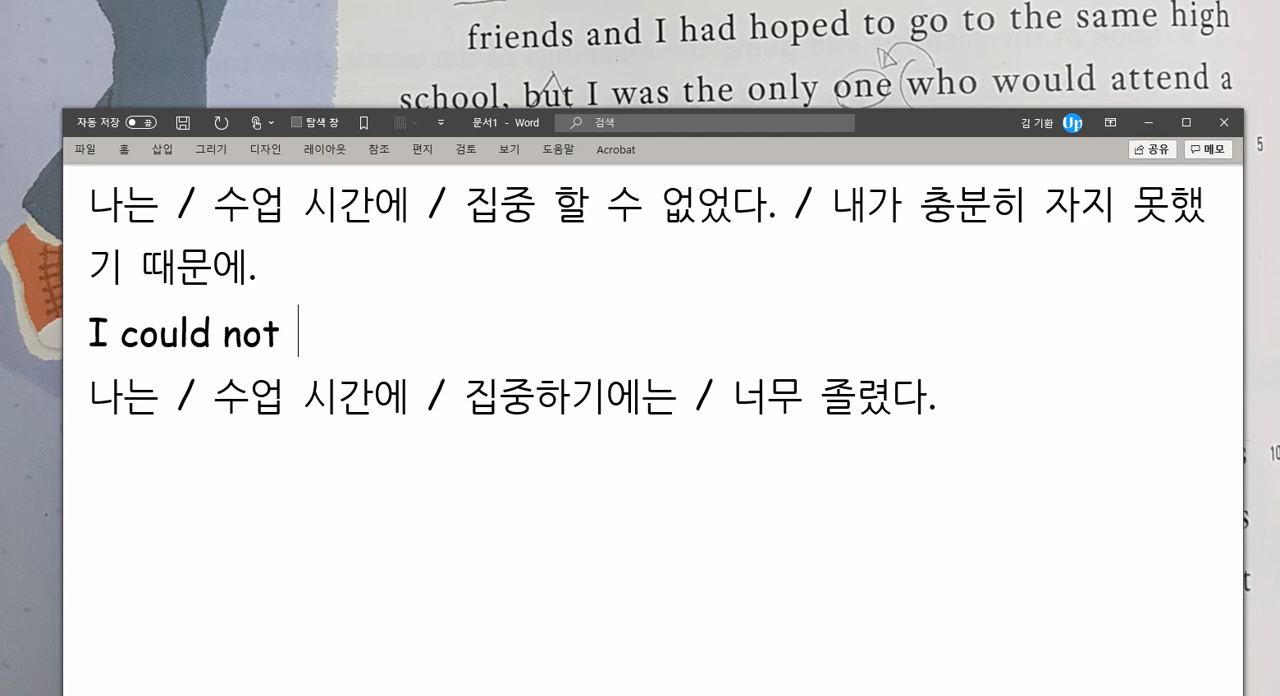 friends and I had hoped to go to the same high
school, but I was the only one who would attend a
자동 저장 탐색 창 문서1 - Word 검색 김 기환 Up
파일 홈 삽입 그리기 디자인 레이아웃 참조 편지 검토 보기 도움말 Acrobat 공유 메모
5
나는 / 수업 시간에 / 집중 할 수 없었다. / 내가 충분히 자지 못했
기 때문에.
I could not
나는 / 수업 시간에 / 집중하기에는 / 너무 졸렸다.
10
s
t